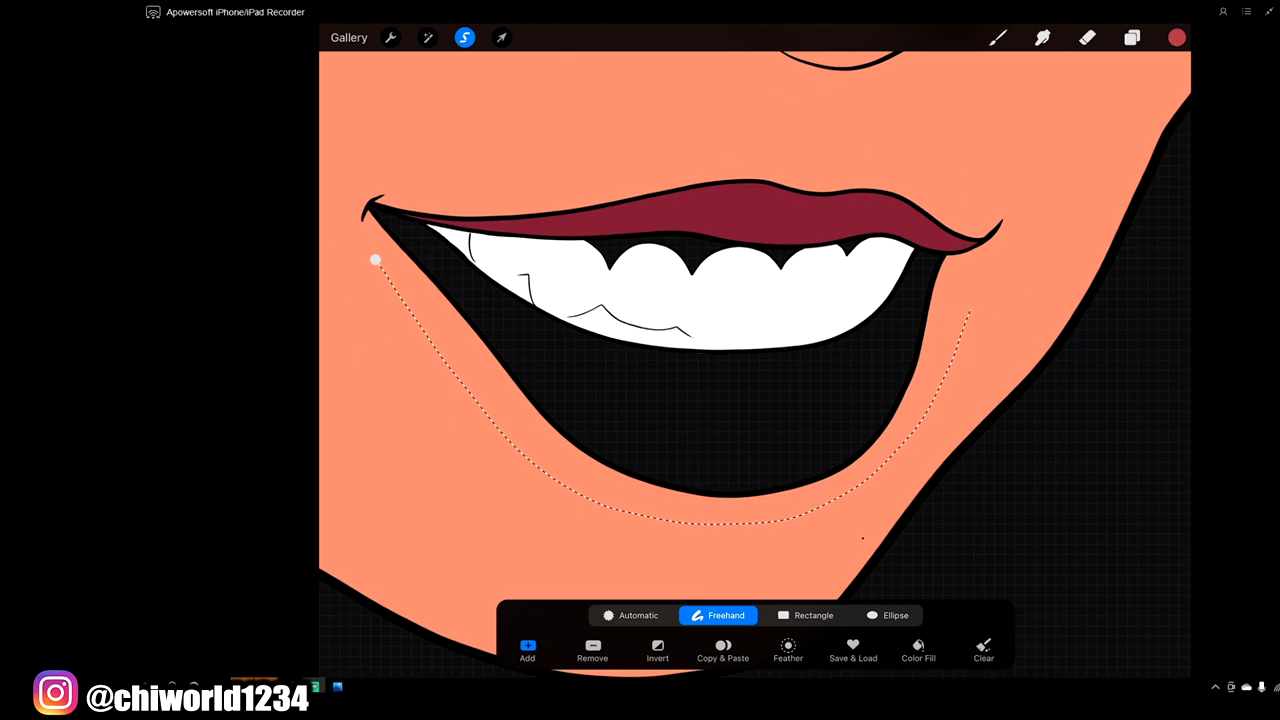 Apowersoft iPhone/iPad Recorder
Gallery
Automatic Freehand Rectangle Ellipse
Add Remove Invert Copy & Paste Feather Save & Load Color Fill Clear
@chiworld1234